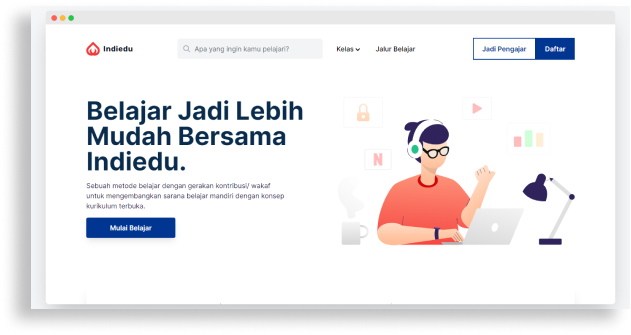 Indiedu
Apa yang ingin kamu pelajari?
Kelas
Jalur Belajar
Jadi Pengajar
Daftar
Belajar Jadi Lebih
Mudah Bersama
Indiedu.
Sebuah metode belajar dengan gerakan kontribusi/ wakaf
untuk mengembangkan sarana belajar mandiri dengan konsep
kurikulum terbuka.
Mulai Belajar
N